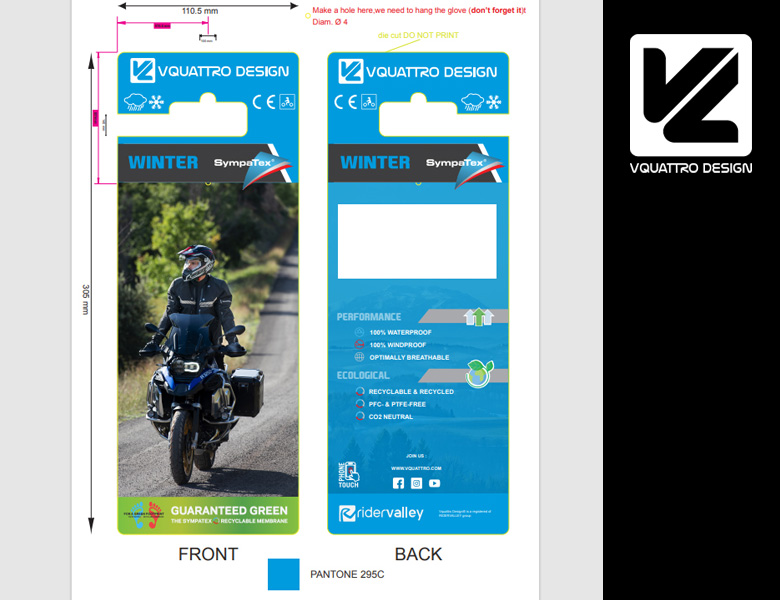 110.5 mm
Make a hole here,we need to hang the glove (don't forget it)t
Diam. Ø 4
die cut DO NOT PRINT
VQUATTRO DESIGN
VQUATTRO DESIGN
CE
CE
WINTER
SympaTex®
WINTER
SympaTex®
VQUATTRO DESIGN
305 mm
PERFORMANCE
100% WATERPROOF
100% WINDPROOF
OPTIMALLY BREATHABLE
ECOLOGICAL
RECYCLABLE & RECYCLED
PFC- & PTFE-FREE
CO2 NEUTRAL
JOIN US :
WWW.VQUATTRO.COM
PHONE
TOUCH
GUARANTEED GREEN
THE SYMPATEX RECYCLABLE MEMBRANE
ridervalley
FRONT
BACK
PANTONE 295C